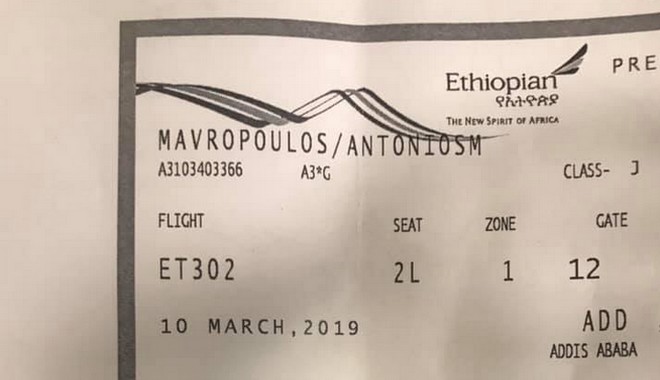 PRE
Ethiopian
የኢትዮጵያ
THE NEW SPIRIT OF AFRICA
MAVROPOULOS/ANTONIOSM
A3103403366 A3*G CLASS- J
FLIGHT SEAT ZONE GATE
ET302 2L 1 12
10 MARCH,2019 ADD
ADDIS ABABA